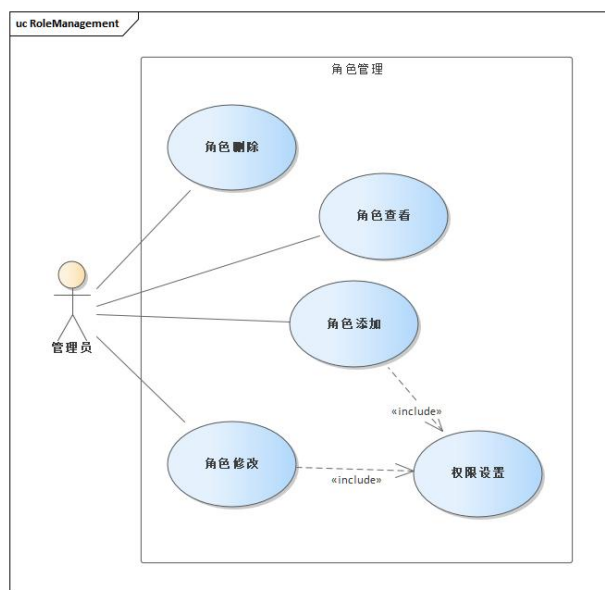 uc RoleManagement
角色管理
角色删除
角色查看
角色添加
管理员
«include»
角色修改
«include»
权限设置